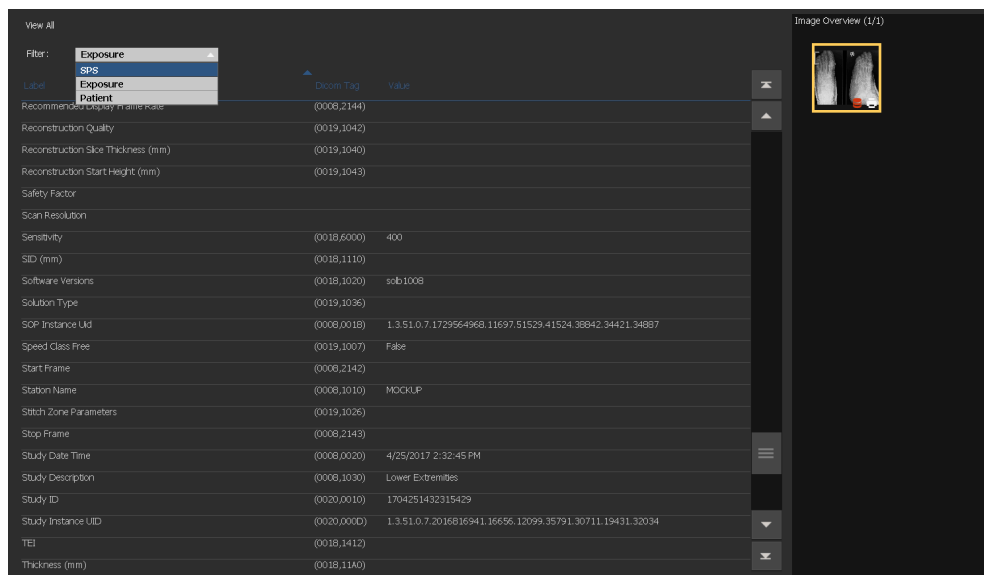 View All
Image Overview (1/1)
Filter: Exposure
SPS
Exposure
Patient
Label Dicom Tag Value
Recommended Display Frame Rate (0008,2144)
Reconstruction Quality (0019,1042)
Reconstruction Slice Thickness (mm) (0019,1040)
Reconstruction Start Height (mm) (0019,1043)
Safety Factor
Scan Resolution
Sensitivity (0018,6000) 400
SID (mm) (0018,1110)
Software Versions (0018,1020) solb1008
Solution Type (0019,1036)
SOP Instance Uid (0008,0018) 1.3.51.0.7.1729564968.11697.51529.41524.38842.34421.34887
Speed Class Free (0019,1007) False
Start Frame (0008,2142)
Station Name (0008,1010) MOCKUP
Stitch Zone Parameters (0019,1026)
Stop Frame (0008,2143)
Study Date Time (0008,0020) 4/25/2017 2:32:45 PM
Study Description (0008,1030) Lower Extremities
Study ID (0020,0010) 1704251432315429
Study Instance UID (0020,000D) 1.3.51.0.7.2016816941.16656.12099.35791.30711.19431.32034
TEI (0018,1412)
Thickness (mm) (0018,11A0)